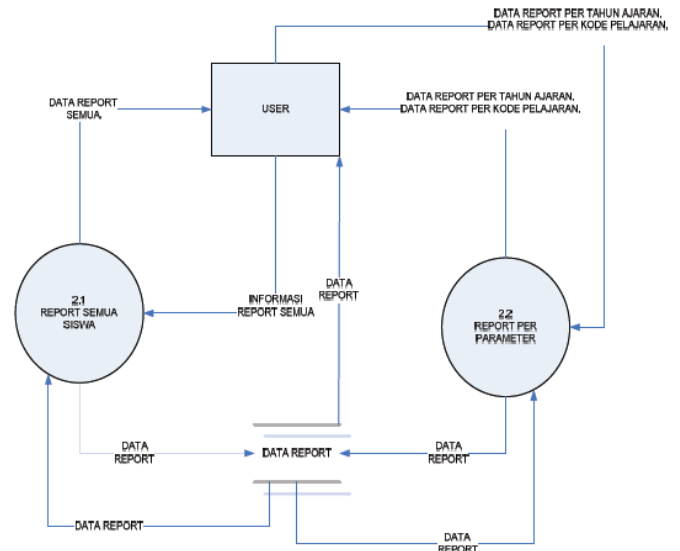 DATA REPORT PER TAHUN AJARAN,
DATA REPORT PER KODE PELAJARAN,
DATA REPORT
SEMUA,
USER
DATA REPORT PER TAHUN AJARAN,
DATA REPORT PER KODE PELAJARAN,
2.1
REPORT SEMUA
SISWA
INFORMASI
REPORT SEMUA
DATA
REPORT
2.2
REPORT PER
PARAMETER
DATA
REPORT
DATA REPORT
DATA
REPORT
DATA REPORT
DATA
REPORT